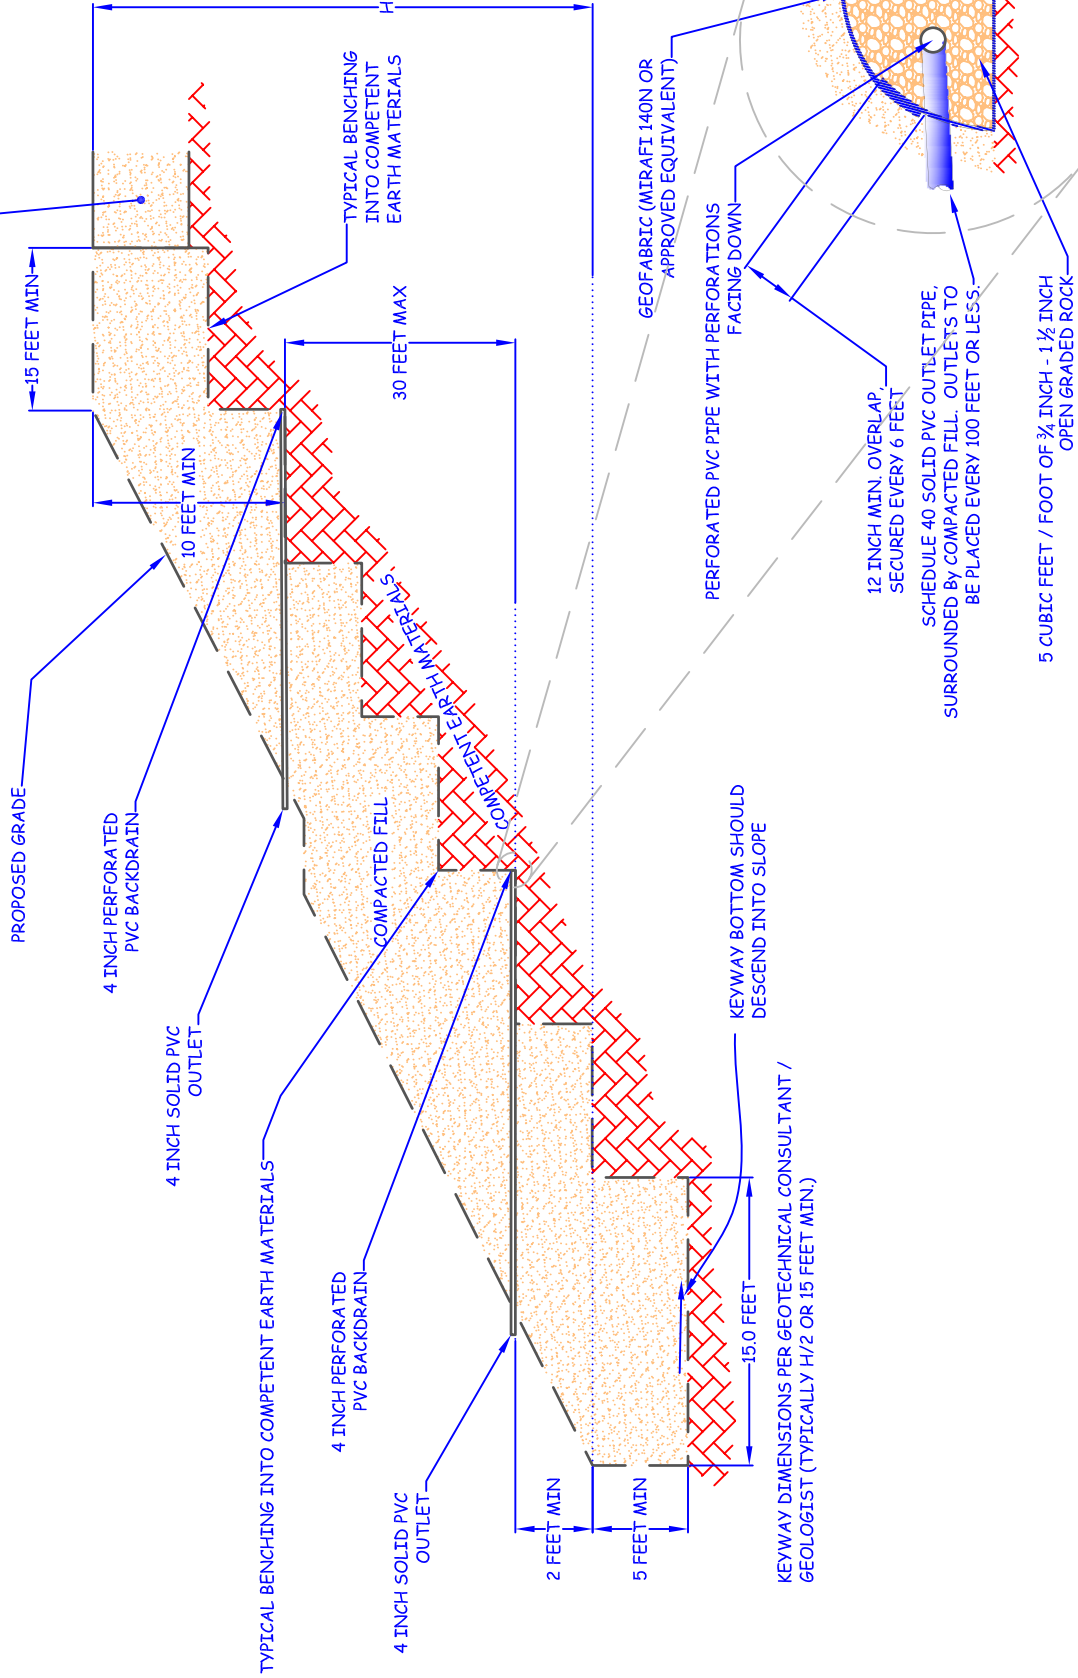 PROPOSED GRADE
4 INCH PERFORATED
PVC BACKDRAIN
4 INCH SOLID PVC
OUTLET
TYPICAL BENCHING INTO COMPETENT EARTH MATERIALS
4 INCH PERFORATED
PVC BACKDRAIN
4 INCH SOLID PVC
OUTLET
15 FEET MIN
10 FEET MIN
H
TYPICAL BENCHING
INTO COMPETENT
EARTH MATERIALS
30 FEET MAX
COMPACTED FILL
COMPETENT EARTH MATERIALS
2 FEET MIN
5 FEET MIN
15.0 FEET
KEYWAY BOTTOM SHOULD
DESCEND INTO SLOPE
KEYWAY DIMENSIONS PER GEOTECHNICAL CONSULTANT /
GEOLOGIST (TYPICALLY H/2 OR 15 FEET MIN.)
GEOFABRIC (MIRAFI 140N OR
APPROVED EQUIVALENT)
PERFORATED PVC PIPE WITH PERFORATIONS
FACING DOWN
12 INCH MIN. OVERLAP,
SECURED EVERY 6 FEET
SCHEDULE 40 SOLID PVC OUTLET PIPE,
SURROUNDED By COMPACTED FILL. OUTLETS TO
BE PLACED EVERY 100 FEET OR LESS.
5 CUBIC FEET / FOOT OF ¾ INCH - 1 ½ INCH
OPEN GRADED ROCK